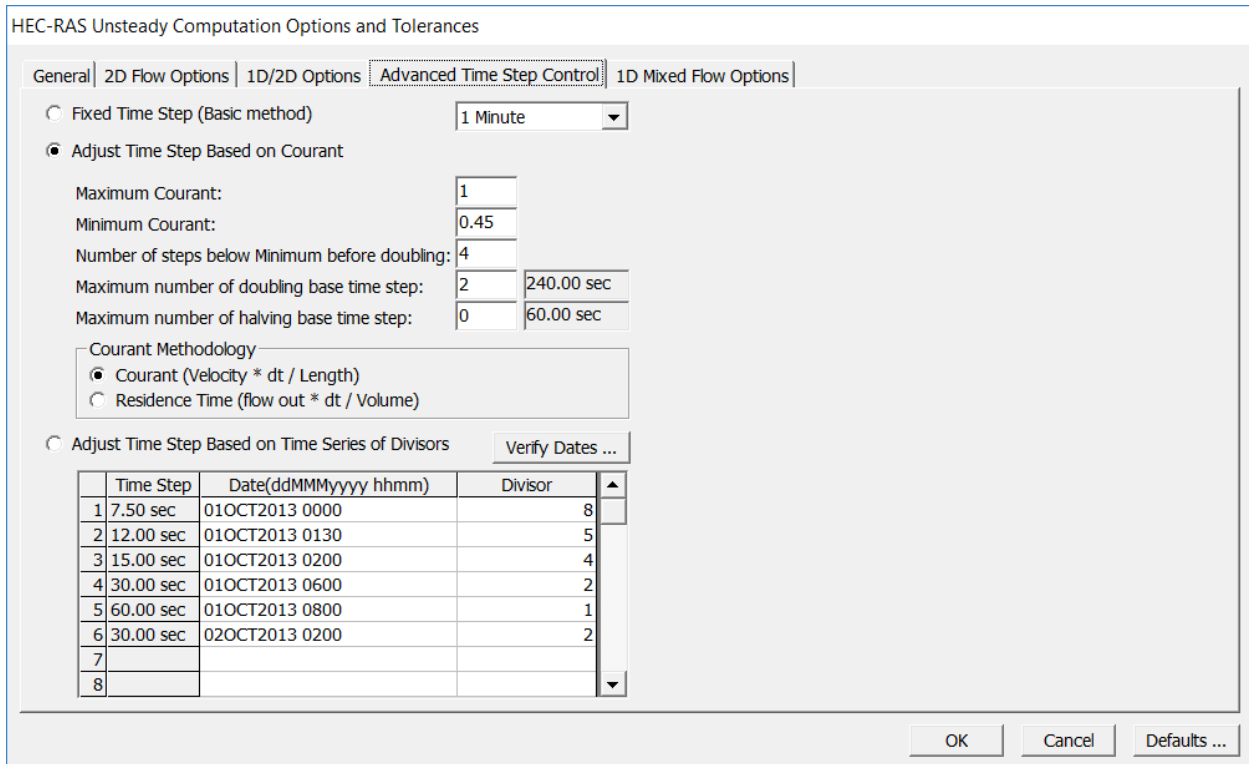 HEC-RAS Unsteady Computation Options and Tolerances
General 2D Flow Options 1D/2D Options Advanced Time Step Control 1D Mixed Flow Options
Fixed Time Step (Basic method) 1 Minute
Adjust Time Step Based on Courant
Maximum Courant: 1
Minimum Courant: 0.45
Number of steps below Minimum before doubling: 4
Maximum number of doubling base time step: 2 240.00 sec
Maximum number of halving base time step: 0 60.00 sec
Courant Methodology
Courant (Velocity * dt / Length)
Residence Time (flow out * dt / Volume)
Adjust Time Step Based on Time Series of Divisors Verify Dates ...
Time Step Date(ddMMMyyyy hhmm) Divisor
1 7.50 sec 01OCT2013 0000 8
2 12.00 sec 01OCT2013 0130 5
3 15.00 sec 01OCT2013 0200 4
4 30.00 sec 01OCT2013 0600 2
5 60.00 sec 01OCT2013 0800 1
6 30.00 sec 02OCT2013 0200 2
7
8
OK Cancel Defaults ...